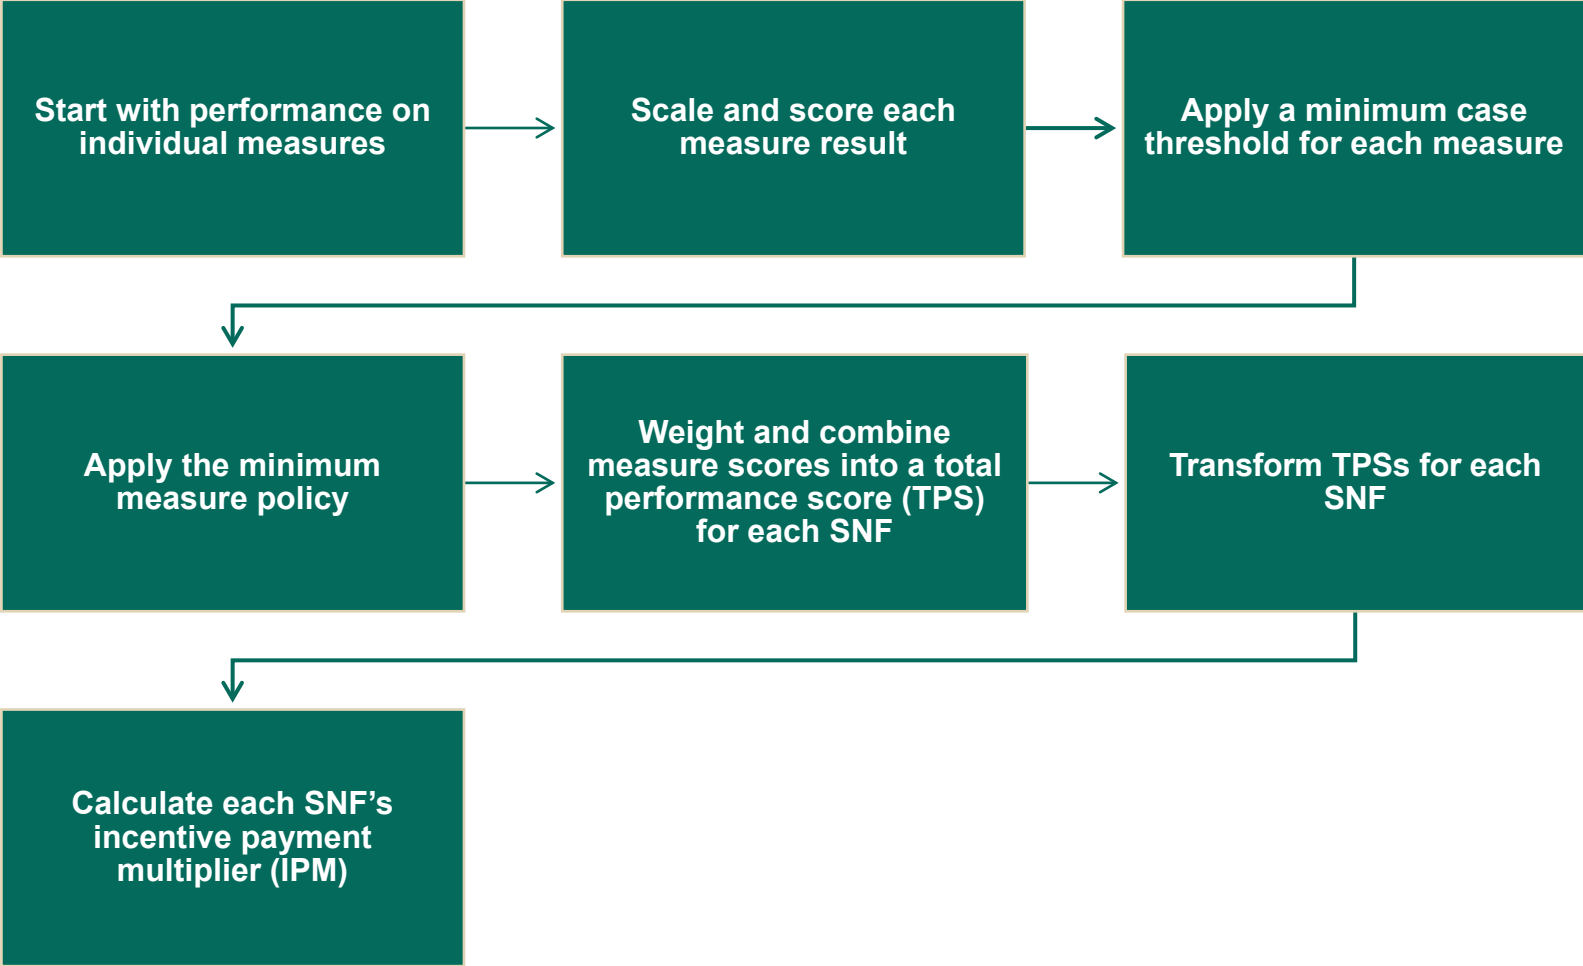 Start with performance on
individual measures
Scale and score each
measure result
Apply a minimum case
threshold for each measure
Apply the minimum
measure policy
Weight and combine
measure scores into a total
performance score (TPS)
for each SNF
Transform TPSs for each
SNF
Calculate each SNF’s
incentive payment
multiplier (IPM)